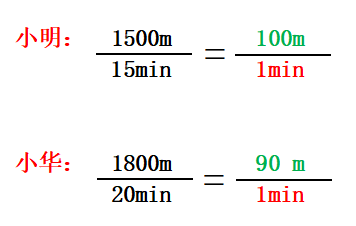 小明： 1500m / 15min = 100m / 1min
小华： 1800m / 20min = 90 m / 1min